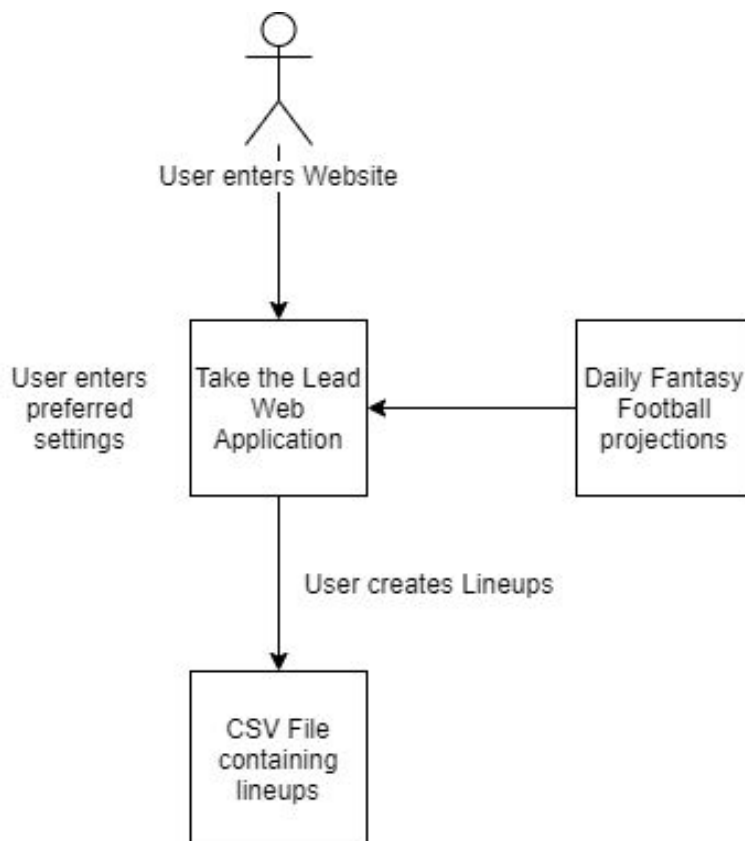 User enters Website
User enters
preferred
settings
Take the Lead
Web
Application
Daily Fantasy
Football
projections
User creates Lineups
CSV File
containing
lineups